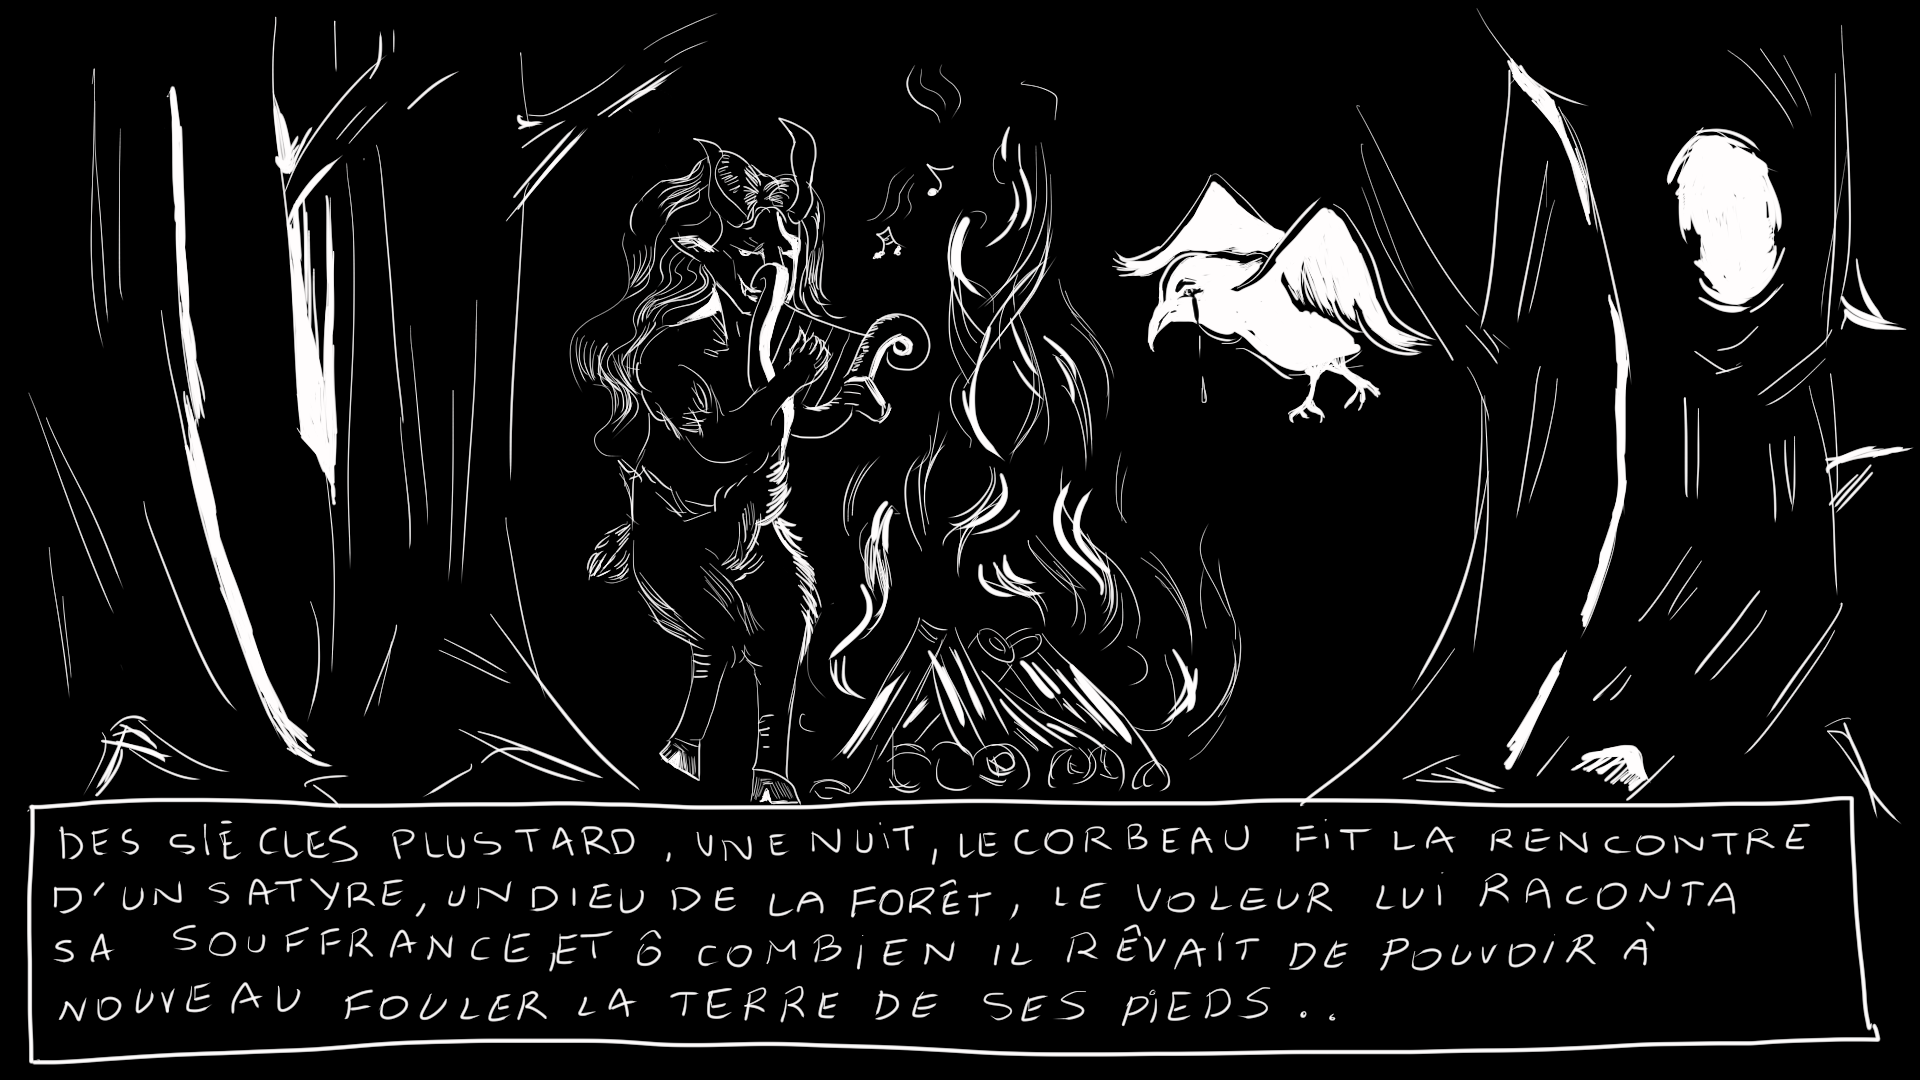 DES SIÈCLES PLUS TARD, UNE NUIT, LE CORBEAU FIT LA RENCONTRE
D'UN SATYRE, UN DIEU DE LA FORÊT, LE VOLEUR LUI RACONTA
SA SOUFFRANCE, ET Ô COMBIEN IL RÊVAIT DE POUVOIR À
NOUVEAU FOULER LA TERRE DE SES PIEDS..